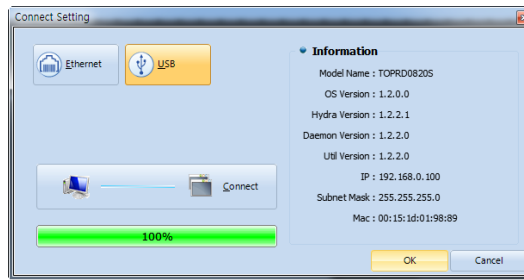 Connect Setting
Ethernet
USB
Connect
100%
Information
Model Name : TOPRD0820S
OS Version : 1.2.0.0
Hydra Version : 1.2.2.1
Daemon Version : 1.2.2.0
Util Version : 1.2.2.0
IP : 192.168.0.100
Subnet Mask : 255.255.255.0
Mac : 00:15:1d:01:98:89
OK
Cancel